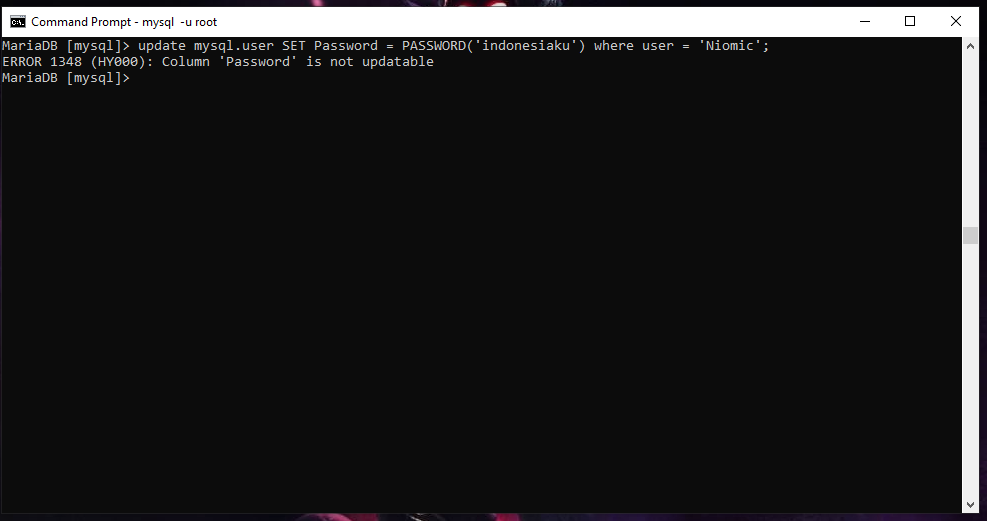 Command Prompt - mysql  -u root
MariaDB [mysql]> update mysql.user SET Password = PASSWORD('indonesiaku') where user = 'Niomic';
ERROR 1348 (HY000): Column 'Password' is not updatable
MariaDB [mysql]>